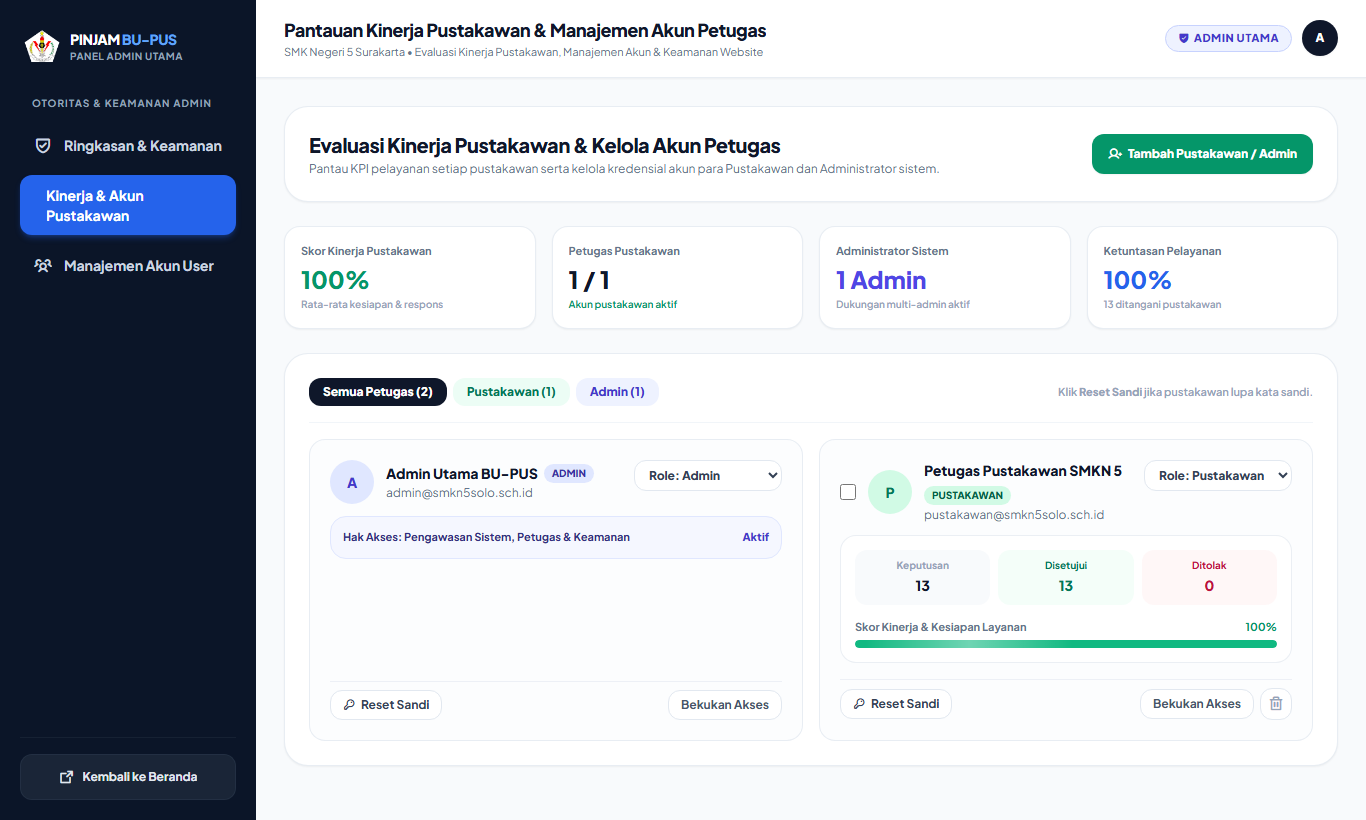 PINJAM BU-PUS
PANEL ADMIN UTAMA
OTORITAS & KEAMANAN ADMIN
Ringkasan & Keamanan
Kinerja & Akun
Pustakawan
Manajemen Akun User
Kembali ke Beranda
Pantauan Kinerja Pustakawan & Manajemen Akun Petugas
SMK Negeri 5 Surakarta • Evaluasi Kinerja Pustakawan, Manajemen Akun & Keamanan Website
ADMIN UTAMA
A
Evaluasi Kinerja Pustakawan & Kelola Akun Petugas
Pantau KPI pelayanan setiap pustakawan serta kelola kredensial akun para Pustakawan dan Administrator sistem.
Tambah Pustakawan / Admin
Skor Kinerja Pustakawan
100%
Rata-rata kesiapan & respons
Petugas Pustakawan
1 / 1
Akun pustakawan aktif
Administrator Sistem
1 Admin
Dukungan multi-admin aktif
Ketuntasan Pelayanan
100%
13 ditangani pustakawan
Semua Petugas (2)
Pustakawan (1)
Admin (1)
Klik Reset Sandi jika pustakawan lupa kata sandi.
A
Admin Utama BU-PUS
ADMIN
admin@smkn5solo.sch.id
Role: Admin
Hak Akses: Pengawasan Sistem, Petugas & Keamanan
Aktif
Reset Sandi
Bekukan Akses
P
Petugas Pustakawan SMKN 5
PUSTAKAWAN
pustakawan@smkn5solo.sch.id
Role: Pustakawan
Keputusan
13
Disetujui
13
Ditolak
0
Skor Kinerja & Kesiapan Layanan
100%
Reset Sandi
Bekukan Akses